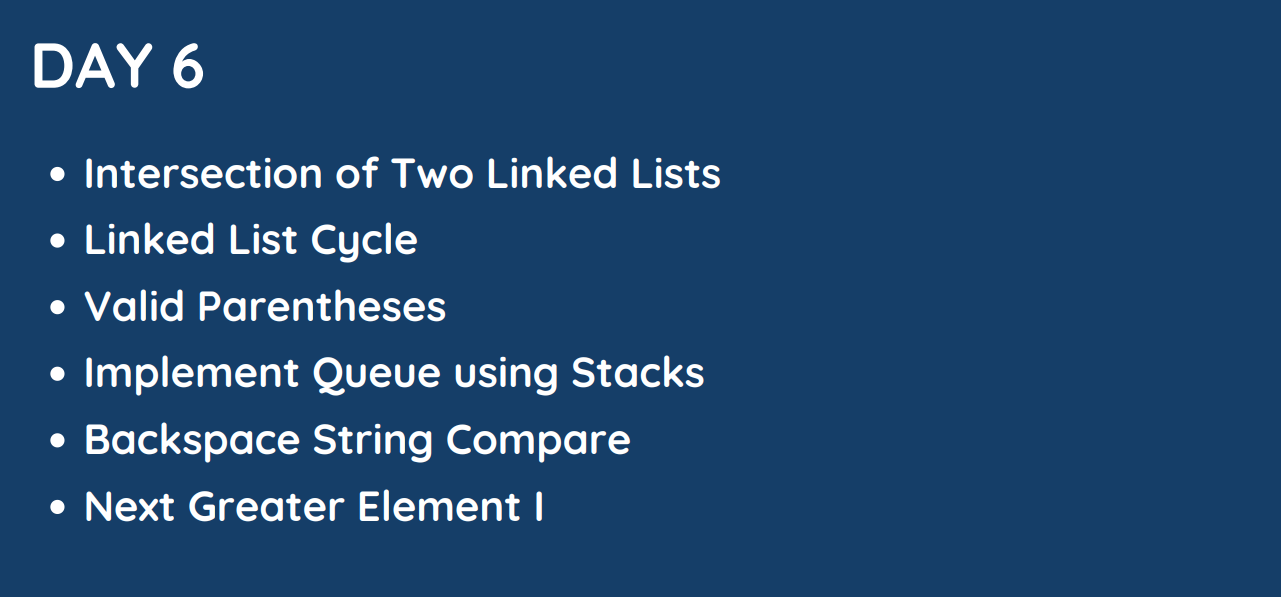 DAY 6
• Intersection of Two Linked Lists
• Linked List Cycle
• Valid Parentheses
• Implement Queue using Stacks
• Backspace String Compare
• Next Greater Element I